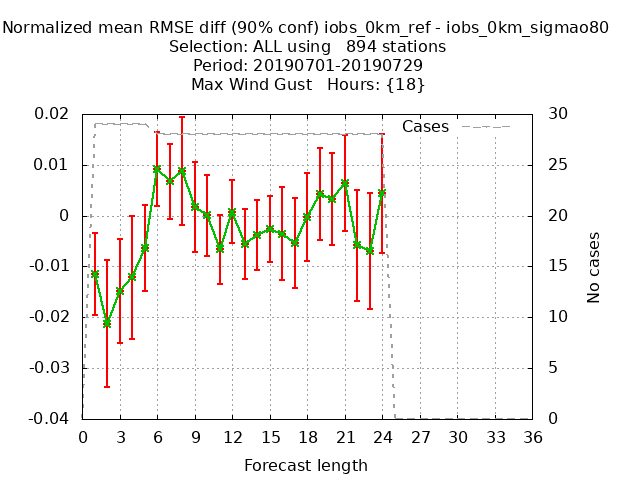 Normalized mean RMSE diff (90% conf) iobs_0km_ref - iobs_0km_sigmao80
Selection: ALL using   894 stations
Period: 20190701-20190729
Max Wind Gust   Hours: {18}
0.02
0.01
0
-0.01
-0.02
-0.03
-0.04
Cases
30
25
20
15
10
5
0
No cases
0 3 6 9 12 15 18 21 24 27 30 33 36
Forecast length